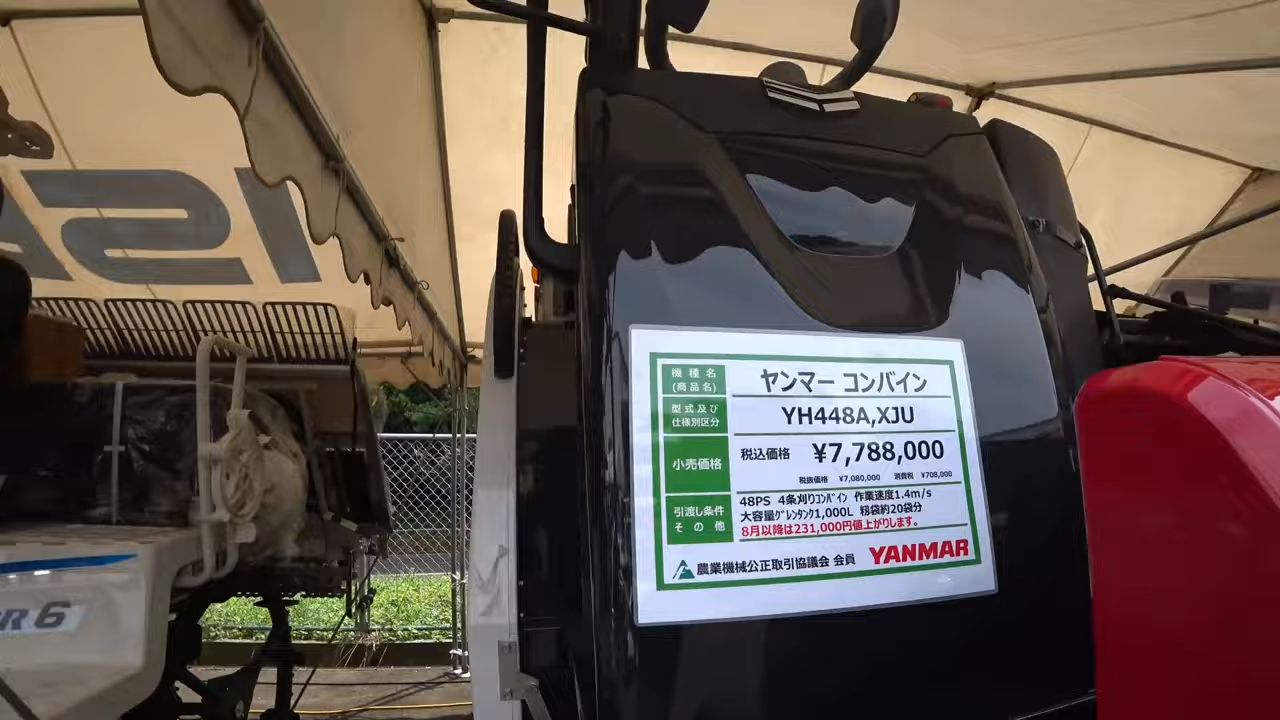 機種名
(商品名)
ヤンマー コンバイン
型式及び
仕様別区分
YH448A,XJU
小売価格
税込価格 ¥7,788,000
税抜価格 ¥7,080,000 消費税 ¥708,000
引渡し条件
その他
48PS 4条刈りコンバイン 作業速度1.4m/s
大容量グレンタンク1,000L 籾袋約20袋分
8月以降は231,000円値上がりします。
農業機械公正取引協議会 会員
YANMAR
R 6